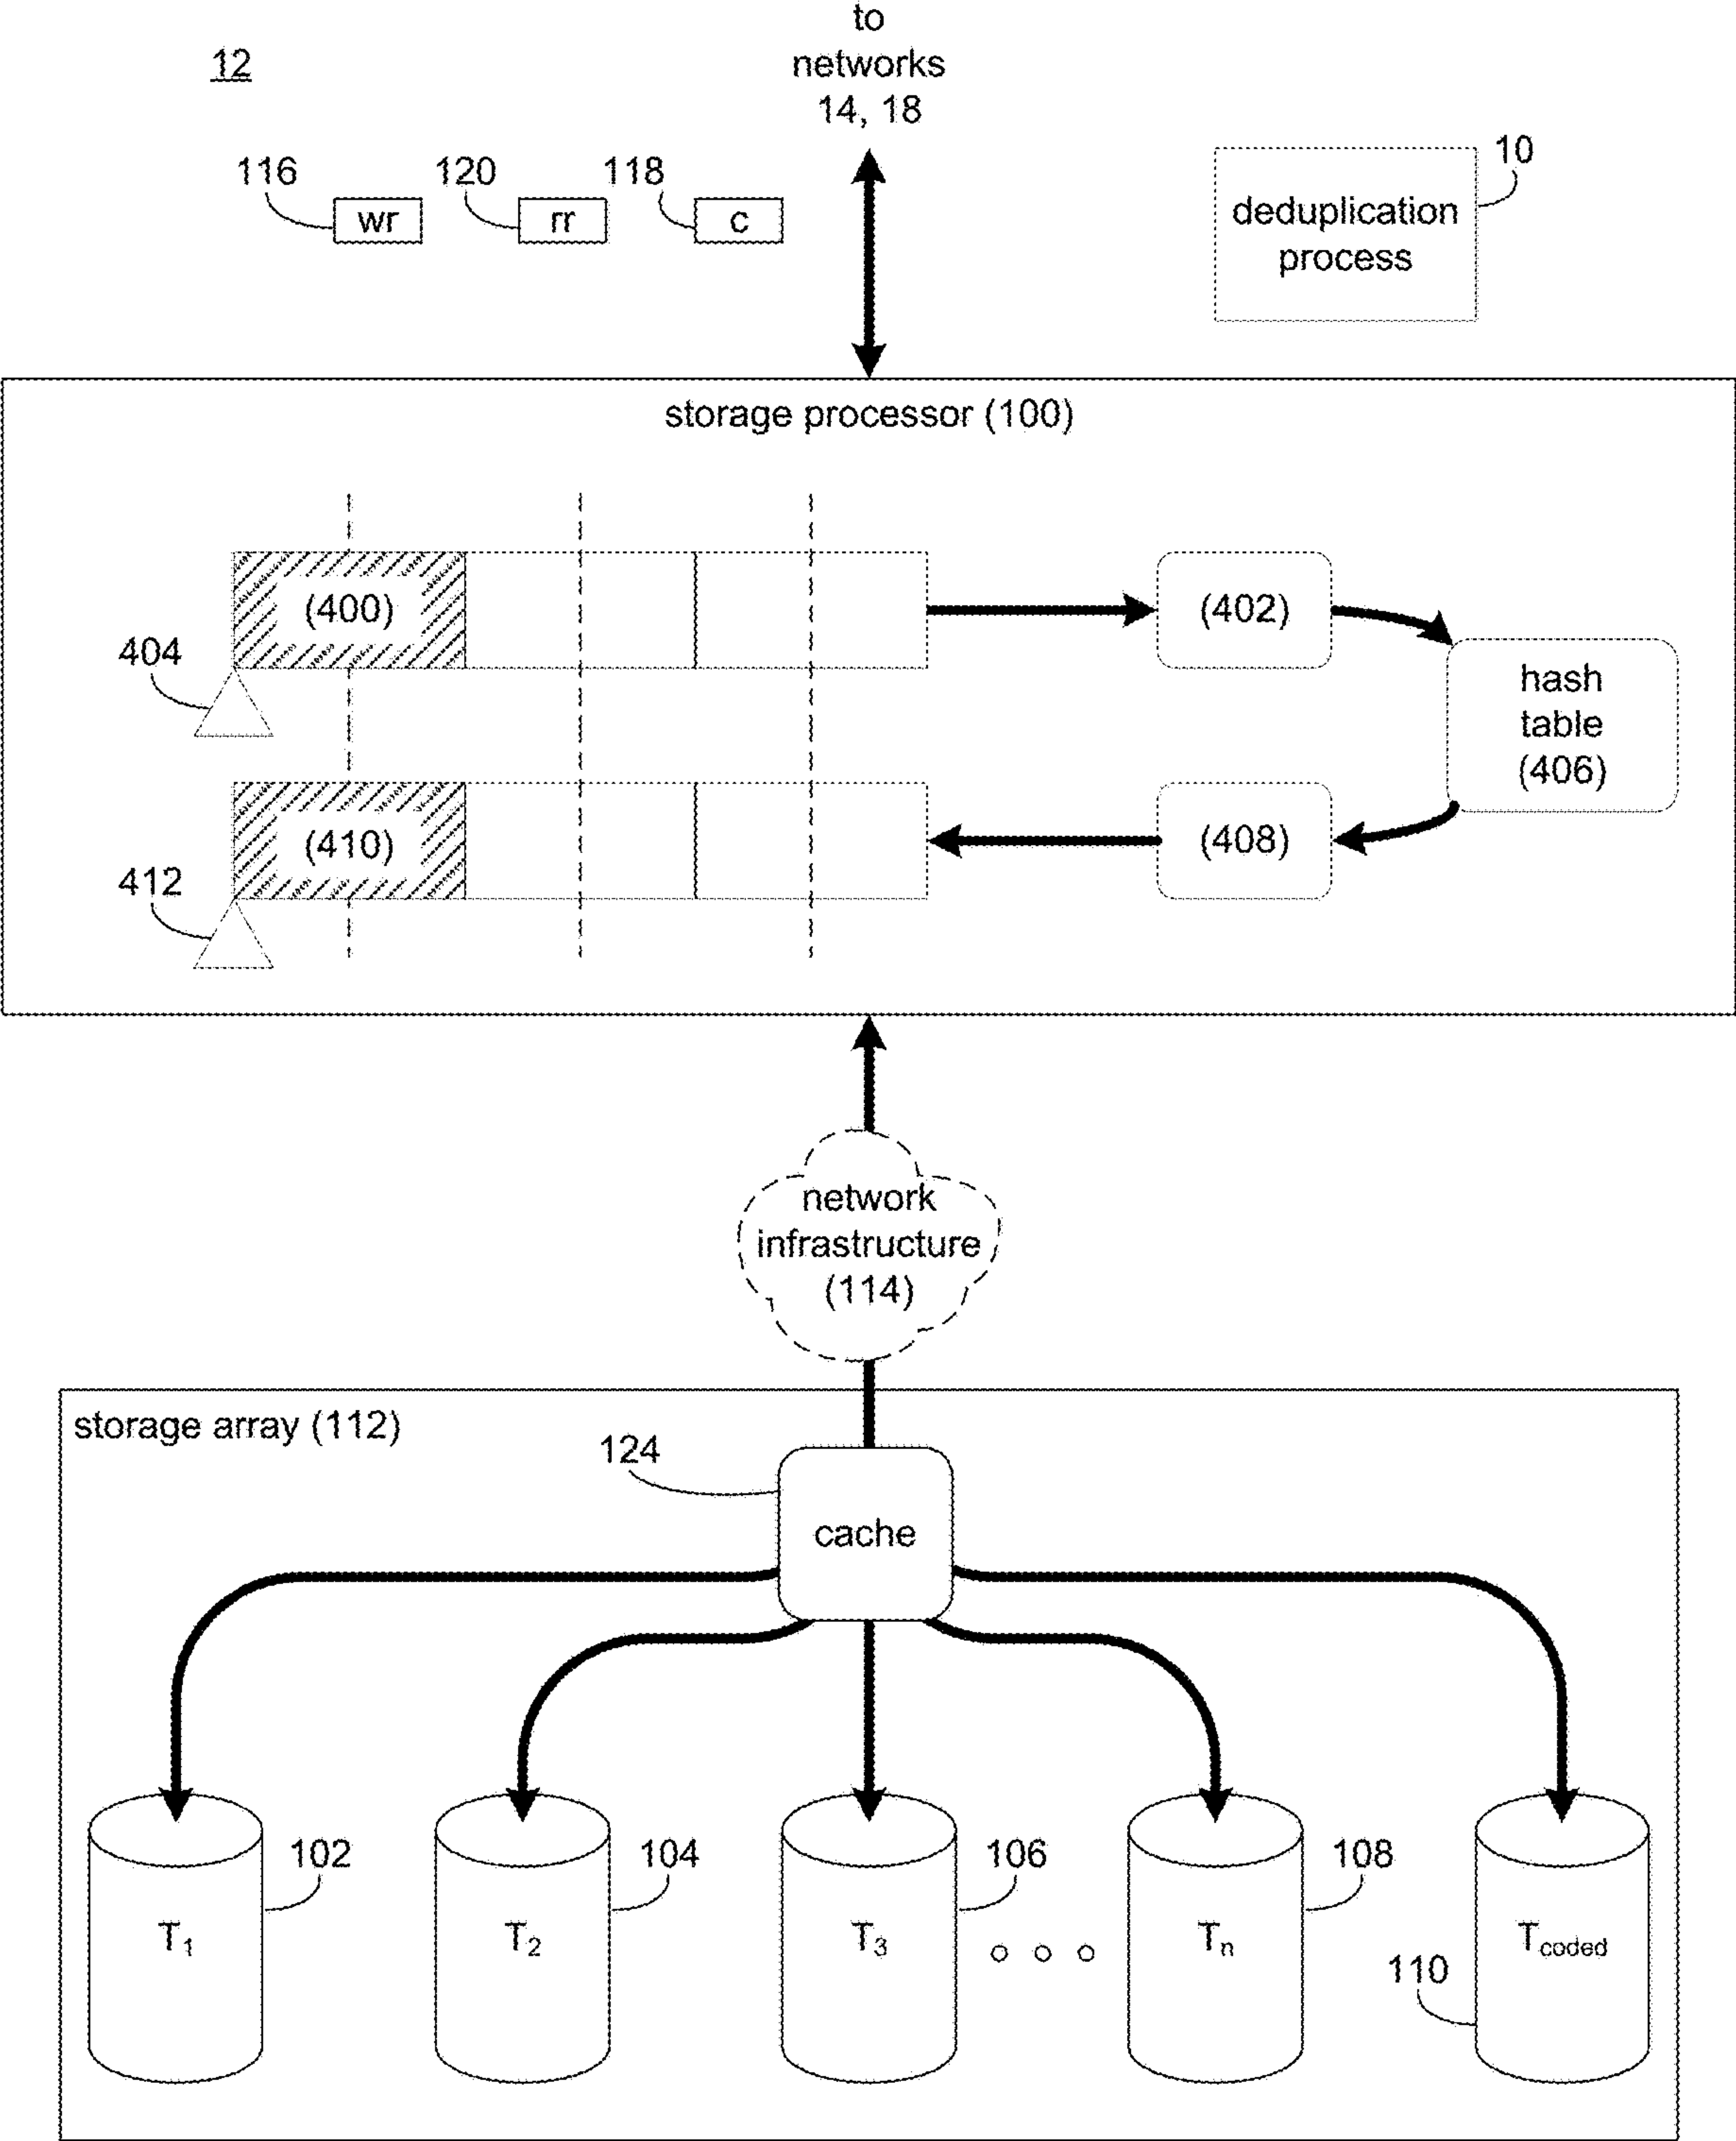 to
networks
14, 18
12
116
wr
120
rr
118
c
10
deduplication
process
storage processor (100)
(400)
(402)
404
hash
table
(406)
(410)
(408)
412
network
infrastructure
(114)
storage array (112)
124
cache
102
104
106
108
T1
T2
T3
Tn
Tcoded
110